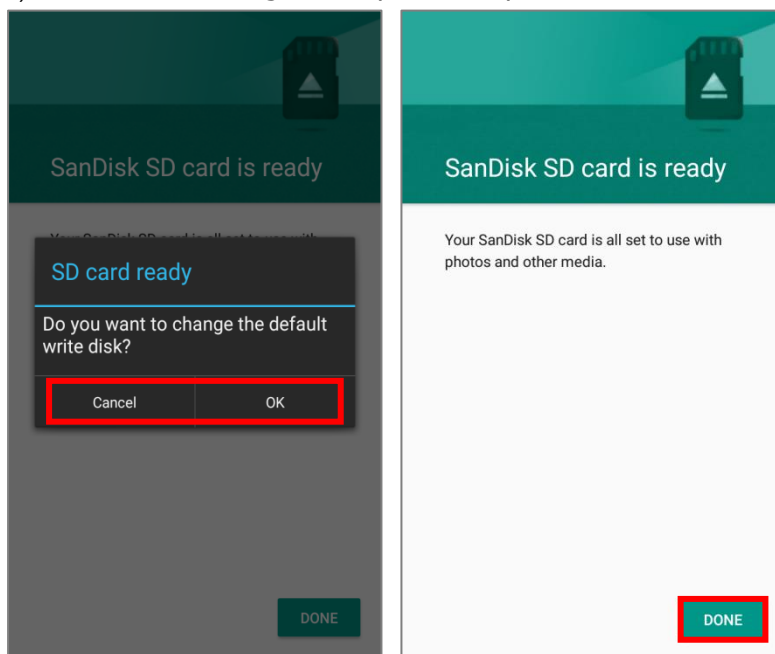 SanDisk SD card is ready
SD card ready
Do you want to change the default
write disk?
Cancel OK
DONE
SanDisk SD card is ready
Your SanDisk SD card is all set to use with
photos and other media.
DONE